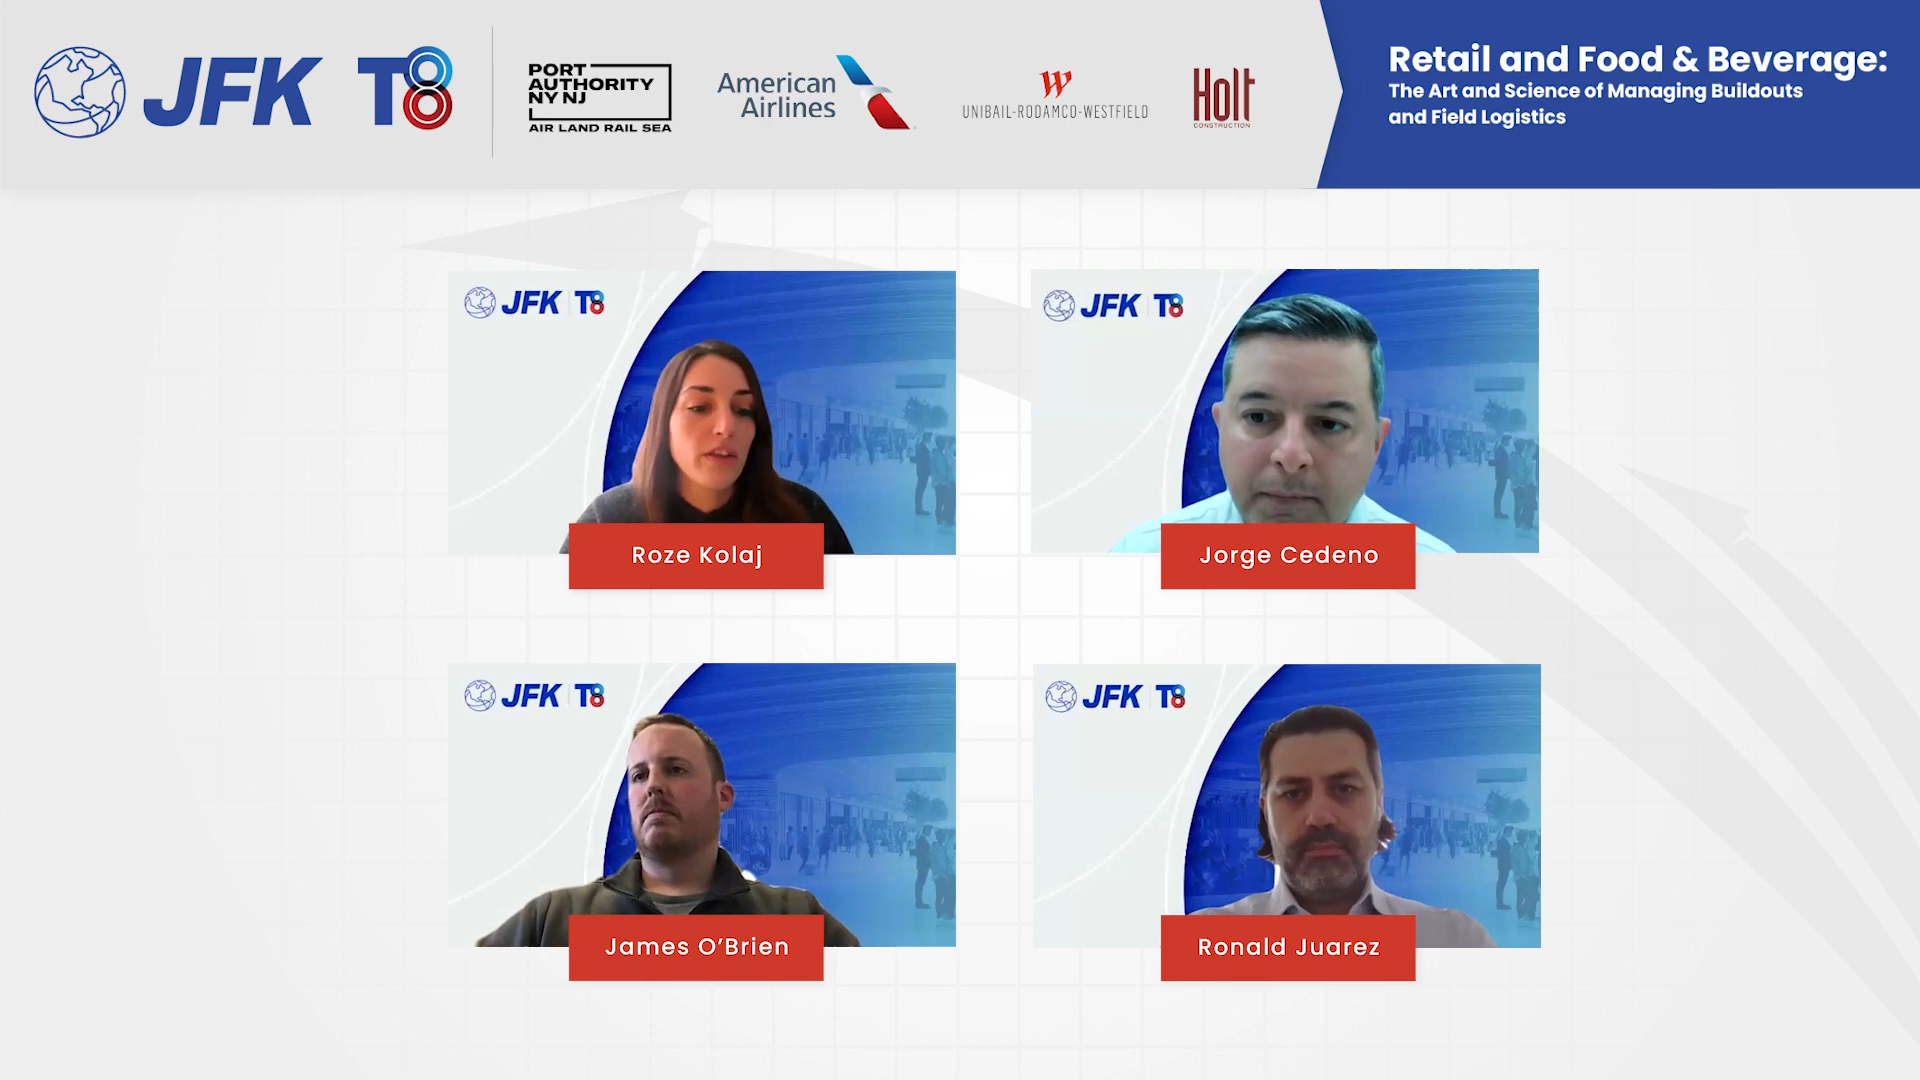 JFK T8
PORT
AUTHORITY
NY NJ
AIR LAND RAIL SEA
American
Airlines
UNIBAIL-RODAMCO-WESTFIELD
Holt
CONSTRUCTION
Retail and Food & Beverage:
The Art and Science of Managing Buildouts
and Field Logistics
JFK T8
Roze Kolaj
JFK T8
Jorge Cedeno
JFK T8
James O’Brien
JFK T8
Ronald Juarez